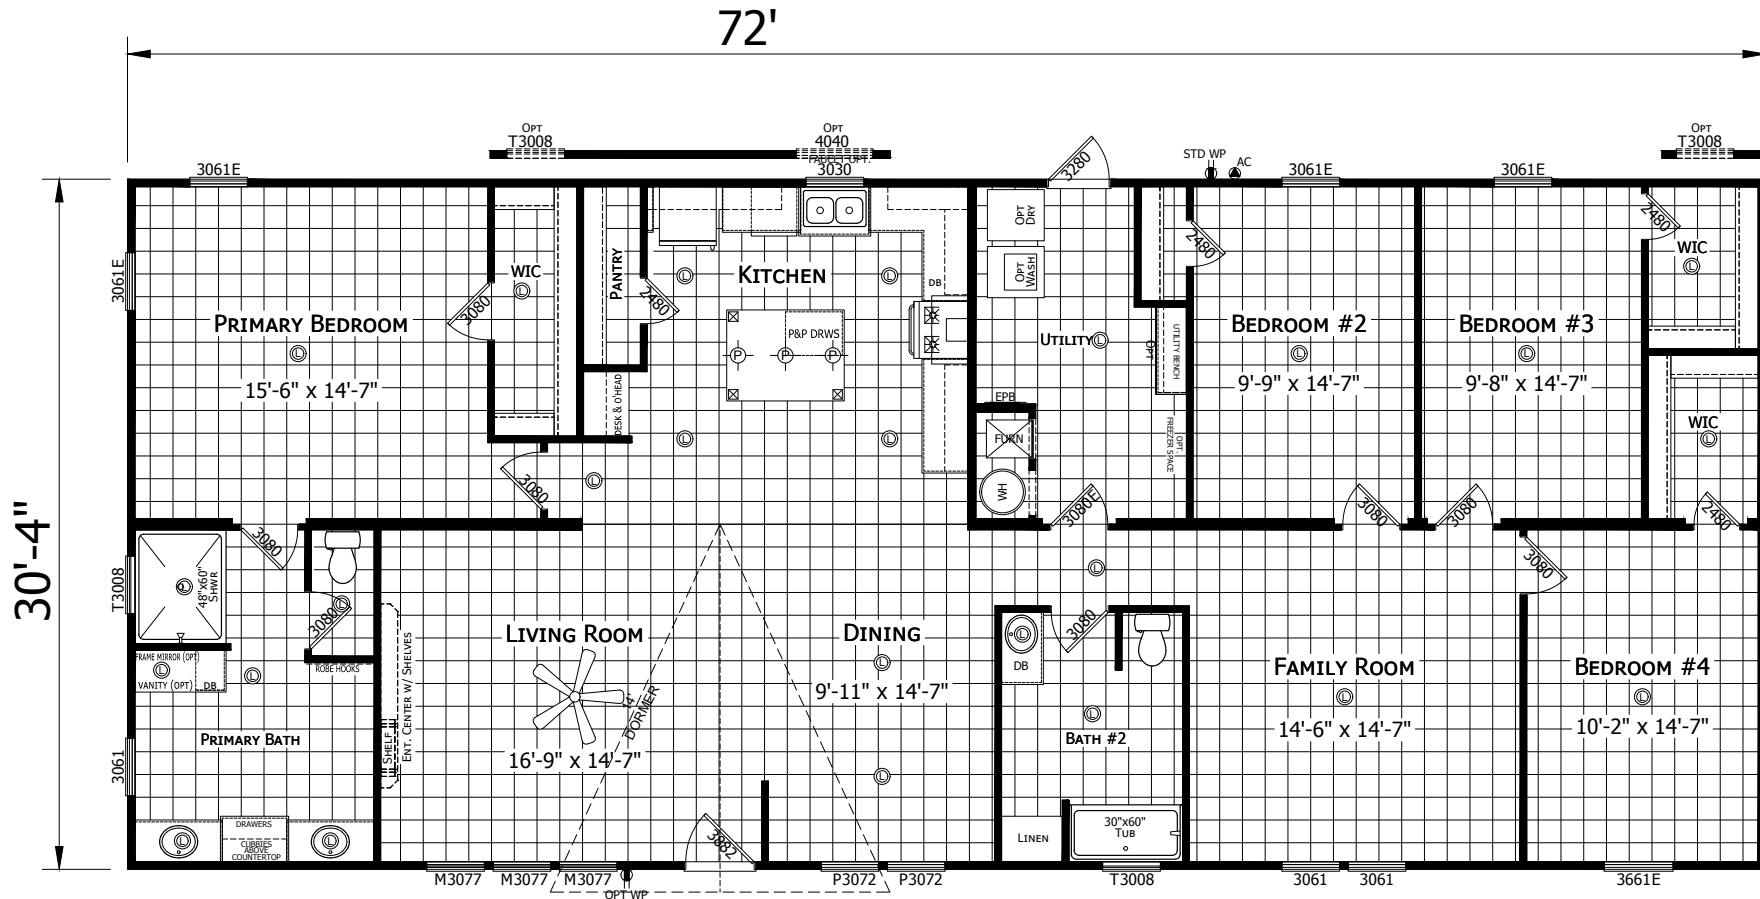 72'
30'-4"
OPT
T3008
OPT
4040
FAUCET OPT.
3030
3061E
3280
STD WP
AC
3061E
3061E
OPT
T3008
3061E
PRIMARY BEDROOM
15'-6" x 14'-7"
WIC
3080
3080
PANTRY
2480
DESK & O'HEAD
KITCHEN
P&P DRWS
P
P
P
DB
OPT
DRY
OPT
WASH
UTILITY
EPB
FURN
WH
3080E
OPT
UTILITY BENCH
OPT.
FREEZER SPACE
2480
BEDROOM #2
9'-9" x 14'-7"
3080
BEDROOM #3
9'-8" x 14'-7"
3080
2480
WIC
WIC
2480
T3008
48"x60"
SHWR
3080
3080
ROBE HOOKS
FRAME MIRROR (OPT)
VANITY (OPT)
DB
3061
PRIMARY BATH
DRAWERS
CUBBIES
ABOVE
COUNTERTOP
SHELF
ENT. CENTER W/ SHELVES
LIVING ROOM
16'-9" x 14'-7"
14'
DORMER
DINING
9'-11" x 14'-7"
3882
DB
3080
BATH #2
LINEN
30"x60"
TUB
FAMILY ROOM
14'-6" x 14'-7"
3080
BEDROOM #4
10'-2" x 14'-7"
M3077
M3077
M3077
OPT WP
P3072
P3072
T3008
3061
3061
3661E